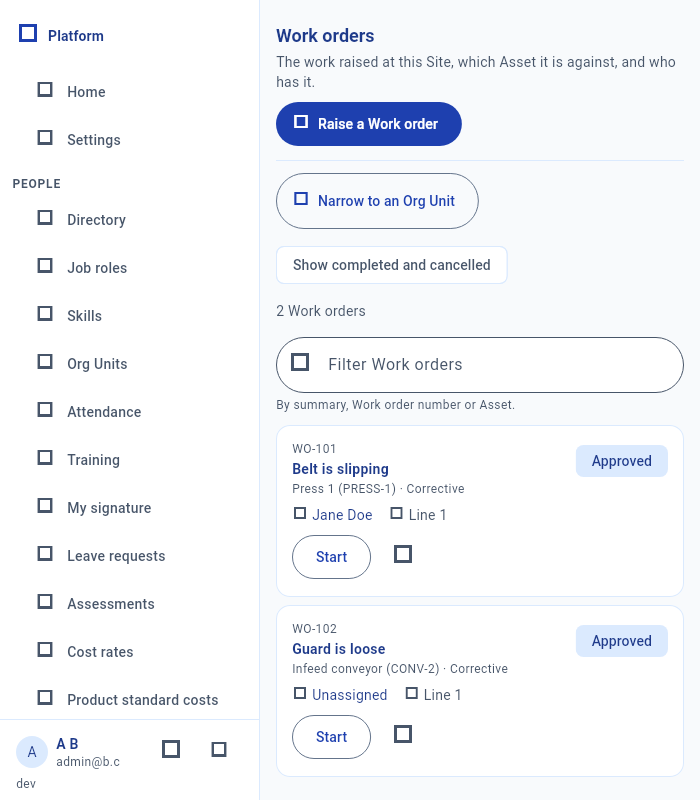 Platform
Home
Settings
PEOPLE
Directory
Job roles
Skills
Org Units
Attendance
Training
My signature
Leave requests
Assessments
Cost rates
Product standard costs
A
A B
admin@b.c
dev
Work orders
The work raised at this Site, which Asset it is against, and who
has it.
Raise a Work order
Narrow to an Org Unit
Show completed and cancelled
2 Work orders
Filter Work orders
By summary, Work order number or Asset.
WO-101
Approved
Belt is slipping
Press 1 (PRESS-1) · Corrective
Jane Doe Line 1
Start
WO-102
Approved
Guard is loose
Infeed conveyor (CONV-2) · Corrective
Unassigned Line 1
Start